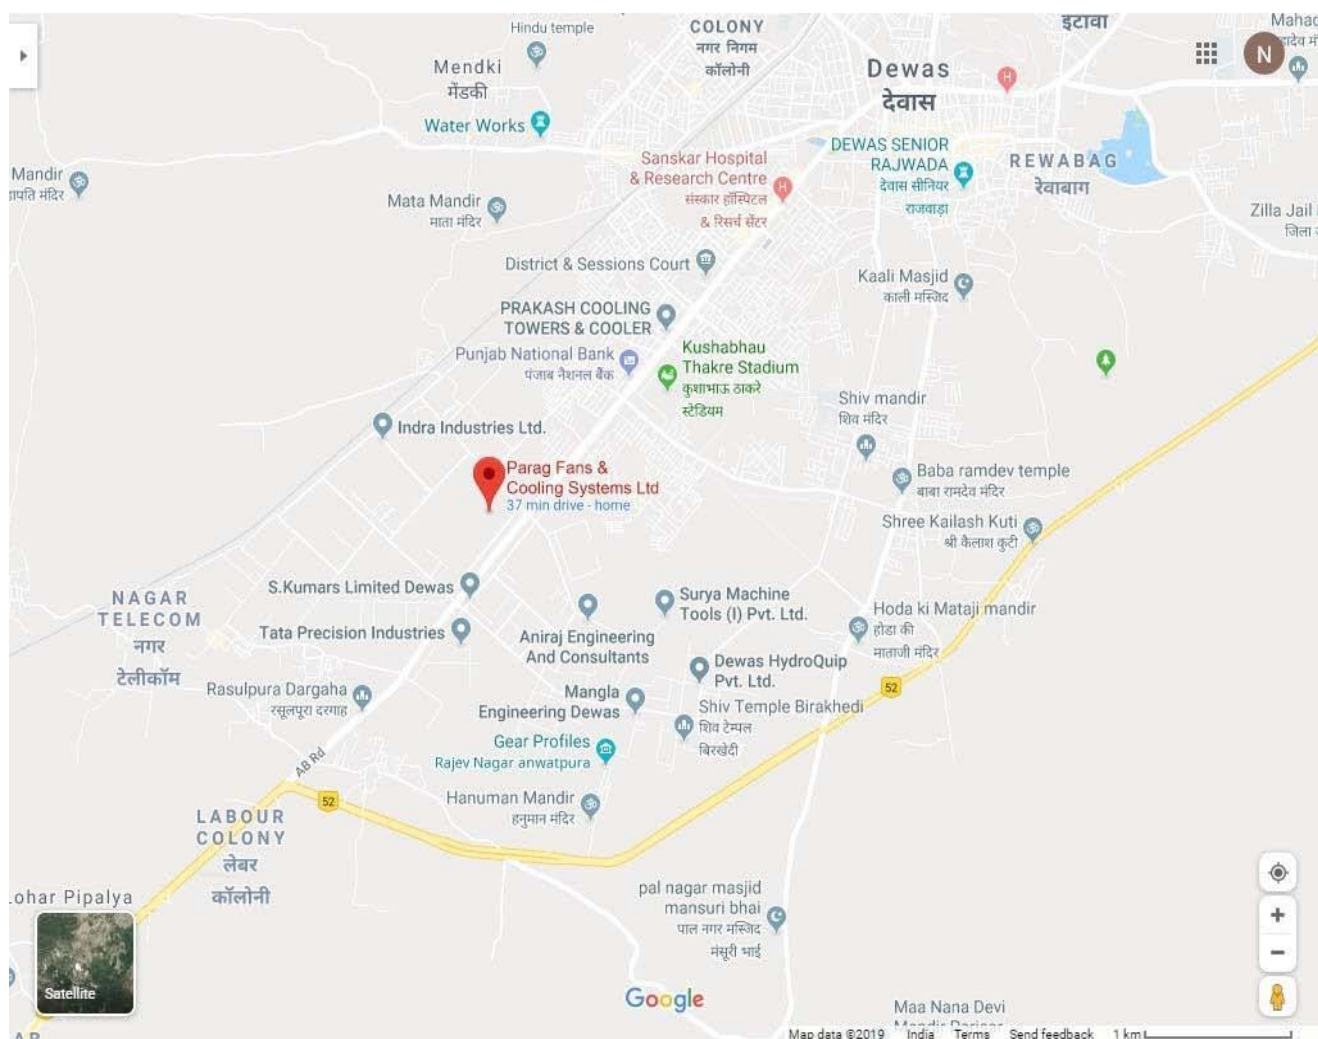 Hindu temple
COLONY
नगर निगम
कॉलोनी
इटावा
N
Mendki
मेंडकी
Dewas
देवास
Water Works
DEWAS SENIOR
RAJWADA
देवास सीनियर
राजवाड़ा
REWABAG
रेवाबाग
Sanskar Hospital
& Research Centre
संस्कार हॉस्पिटल
& रिसर्च सेंटर
Mandir
Mata Mandir
माता मंदिर
Zilla Jail
जिला
District & Sessions Court
Kaali Masjid
काली मस्जिद
PRAKASH COOLING
TOWERS & COOLER
Punjab National Bank
पंजाब नैशनल बैंक
Kushabhau
Thakre Stadium
कुशाभाऊ ठाकरे
स्टेडियम
Shiv mandir
शिव मंदिर
Indra Industries Ltd.
Parag Fans &
Cooling Systems Ltd
37 min drive - home
Baba ramdev temple
बाबा रामदेव मंदिर
Shree Kailash Kuti
श्री कैलाश कुटी
S.Kumars Limited Dewas
NAGAR
TELECOM
नगर
टेलीकॉम
Surya Machine
Tools (I) Pvt. Ltd.
Hoda ki Mataji mandir
होडा की
माताजी मंदिर
Tata Precision Industries
Aniraj Engineering
And Consultants
Dewas HydroQuip
Pvt. Ltd.
Rasulpura Dargaha
रसूलपूरा दरगाह
Mangla
Engineering Dewas
52
Shiv Temple Birakhedi
शिव टेम्पल
बिरखेदी
Gear Profiles
Rajev Nagar anwatpura
AB Rd
52
Hanuman Mandir
हनुमान मंदिर
LABOUR
COLONY
लेबर
कॉलोनी
pal nagar masjid
mansuri bhai
पाल नगर मस्जिद
मंसूरी भाई
Pipalya
Satellite
Google
Maa Nana Devi
Map data ©2019 India Terms Send feedback 1 km